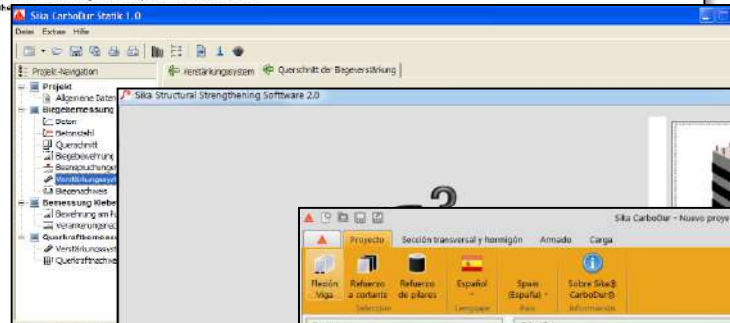 Sika CarboDur Statik 1.0
Datei Extras Hilfe
Projekt-Navigation
Verstärkungssystem
Querschnitt der Biegeverstärkung
Projekt
Allgemeine Daten
Biegebemessung
Beton
Betonstahl
Querschnitt
Biegebewehrung
Beanspruchungen
Verstärkungssyst
Biegenachweis
Bemessung Klebe
Bewehrung am
Verankerungsnac
Querkraftbemess
Verstärkungssyst
Querkraftnachwe
Sika Structural Strengthening Softtware 2.0
3
Sika CarboDur - Nuevo proye
Proyecto
Sección transversal y hormigón
Armado
Carga
Flexión Viga
Refuerzo a cortante
Refuerzo de pilares
Español
Spain (España)
Sobre Sika® CarboDur®
Selección
Lenguaje
País
Información